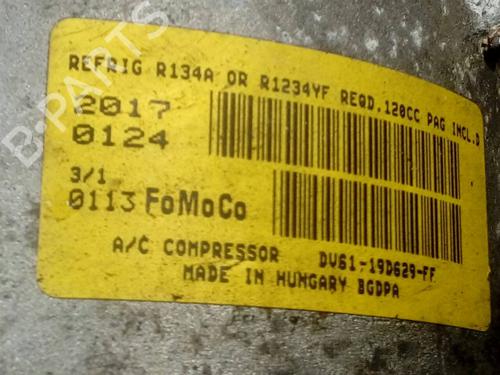 B-PARTS
REFRIG R134A OR R1234YF REQD.120CC PAG INCL.D
2017
0124
3/1
0113 FoMoCo
A/C COMPRESSOR DV61-19D629-FF
MADE IN HUNGARY BGDPA